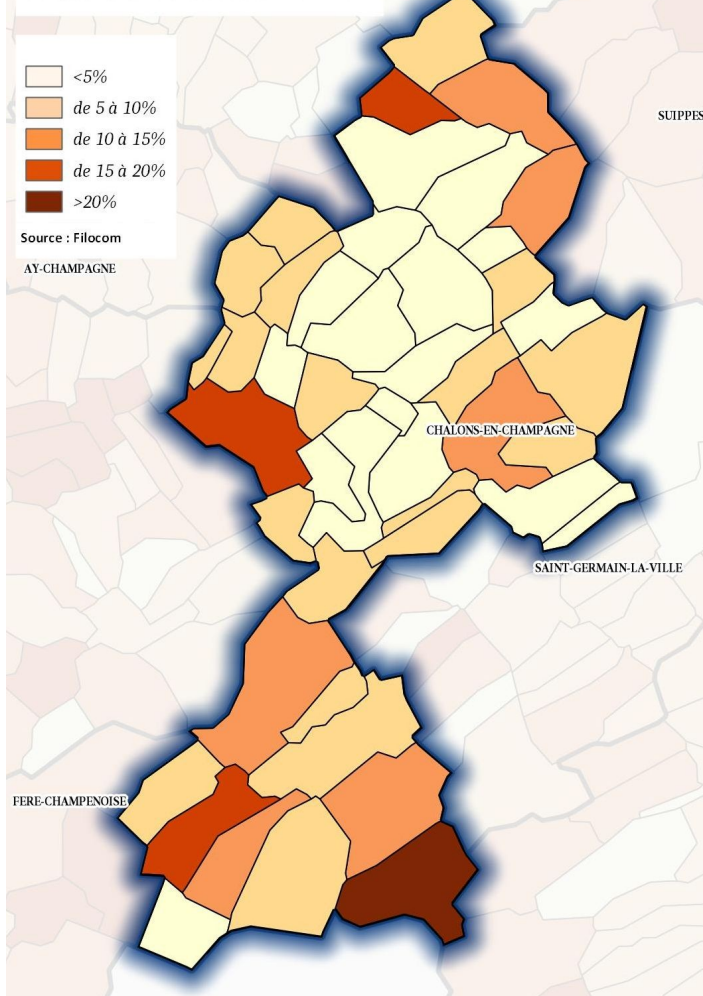 <5%
de 5 à 10%
de 10 à 15%
de 15 à 20%
>20%
Source : Filocom
SUIPPES
AY-CHAMPAGNE
CHALONS-EN-CHAMPAGNE
SAINT-GERMAIN-LA-VILLE
FERE-CHAMPENOISE